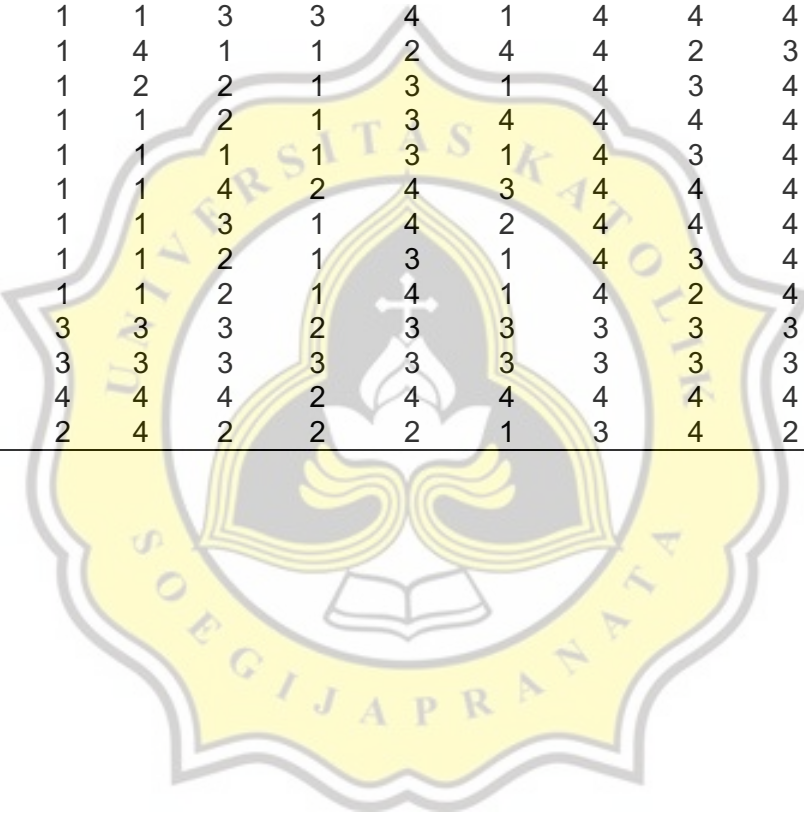 1 1 3 3 4 1 4 4 4
1 4 1 1 2 4 4 2 3
1 2 2 1 3 1 4 3 4
1 1 2 1 3 4 4 4 4
1 1 1 1 3 1 4 3 4
1 1 4 2 4 3 4 4 4
1 1 3 1 4 2 4 4 4
1 1 2 1 3 1 4 3 4
1 1 2 1 4 1 4 2 4
3 3 3 2 3 3 3 3 3
3 3 3 3 3 3 3 3 3
4 4 4 2 4 4 4 4 4
2 4 2 2 2 1 3 4 2
UNIVERSITAS KATOLIK
SOEGIJAPRANATA